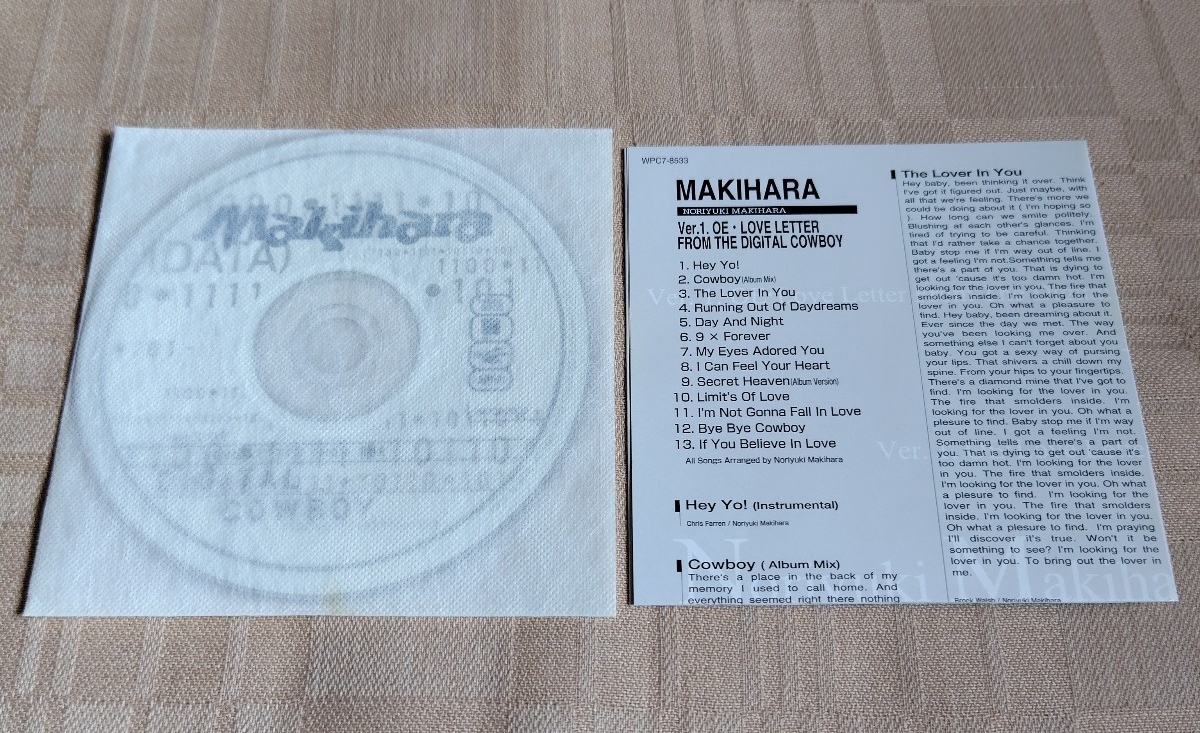 WPC7-8533
MAKIHARA
NORIYUKI MAKIHARA
Ver.1. OE・LOVE LETTER
FROM THE DIGITAL COWBOY
1. Hey Yo!
2. Cowboy(Album Mix)
3. The Lover In You
4. Running Out Of Daydreams
5. Day And Night
6. 9 × Forever
7. My Eyes Adored You
8. I Can Feel Your Heart
9. Secret Heaven(Album Version)
10. Limit's Of Love
11. I'm Not Gonna Fall In Love
12. Bye Bye Cowboy
13. If You Believe In Love
All Songs Arranged by Noriyuki Makihara
Hey Yo! (Instrumental)
Chris Farren / Noriyuki Makihara
Cowboy ( Album Mix)
There's a place in the back of my
memory I used to call home. And
everything seemed right there nothing
The Lover In You
Hey baby, been thinking it over. Think
I've got it figured out. Just maybe, with
all that we're feeling. There's more we
could be doing about it ( I'm hoping so
). How long can we smile politely.
Blushing at each other's glances. I'm
tired of trying to be careful. Thinking
that I'd rather take a chance together.
Baby stop me if I'm way out of line. I
got a feeling I'm not.Something tells me
there's a part of you. That is dying to
get out 'cause it's too damn hot. I'm
looking for the lover in you. The fire that
smolders inside. I'm looking for the
lover in you. Oh what a pleasure to
find. Hey baby, been dreaming about it.
Ever since the day we met. The way
you've been looking me over. And
something else I can't forget about you
baby. You got a sexy way of pursing
your lips. That shivers a chill down my
spine. From your hips to your fingertips.
There's a diamond mine that I've got to
find. I'm looking for the lover in you.
The fire that smolders inside. I'm
looking for the lover in you. Oh what a
plesure to find. Baby stop me if I'm way
out of line. I got a feeling I'm not.
Something tells me there's a part of
you. That is dying to get out 'cause it's
too damn hot. I'm looking for the lover
in you. The fire that smolders inside.
I'm looking for the lover in you. Oh what
a plesure to find. I'm looking for the
lover in you. The fire that smolders
inside. I'm looking for the lover in you.
Oh what a plesure to find. I'm praying
I'll discover it's true. Won't it be
something to see? I'm looking for the
lover in you. To bring out the lover in
me.
Brock Walsh / Noriyuki Makihara